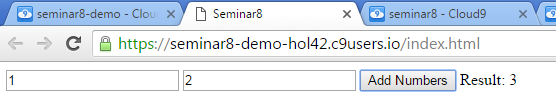 seminar8-demo - Cloud
Seminar8
seminar8 - Cloud9
https://seminar8-demo-hol42.c9users.io/index.html
1 2 Add Numbers Result: 3